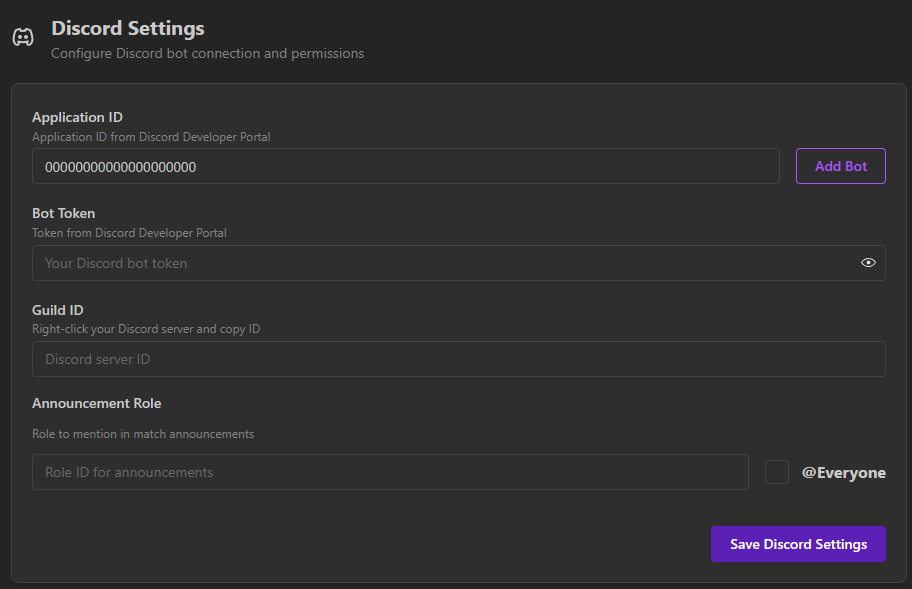 Discord Settings
Configure Discord bot connection and permissions
Application ID
Application ID from Discord Developer Portal
00000000000000000000
Add Bot
Bot Token
Token from Discord Developer Portal
Your Discord bot token
Guild ID
Right-click your Discord server and copy ID
Discord server ID
Announcement Role
Role to mention in match announcements
Role ID for announcements
@Everyone
Save Discord Settings